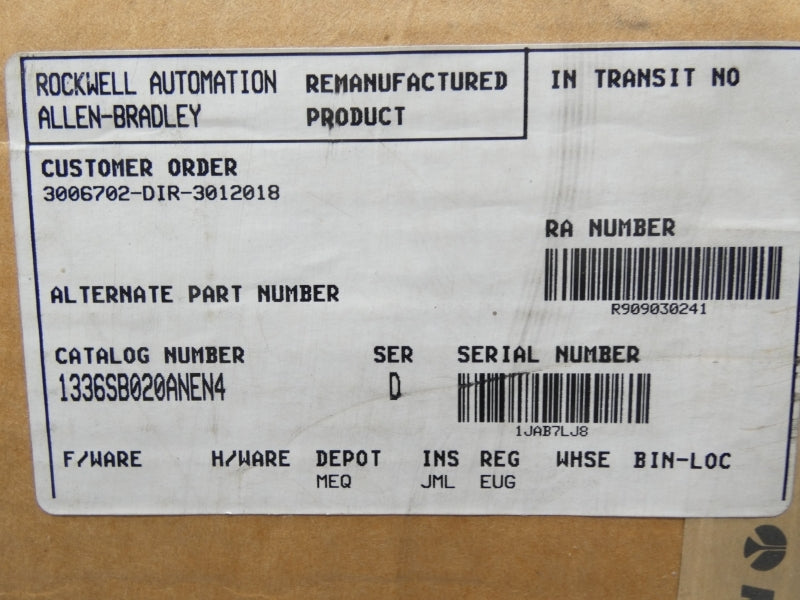 ROCKWELL AUTOMATION REMANUFACTURED IN TRANSIT NO
ALLEN-BRADLEY PRODUCT
CUSTOMER ORDER
3006702-DIR-3012018
RA NUMBER
R909030241
ALTERNATE PART NUMBER
CATALOG NUMBER SER SERIAL NUMBER
1336SB020ANEN4 D
1JAB7LJ8
F/WARE H/WARE DEPOT INS REG WHSE BIN-LOC
MEQ JML EUG